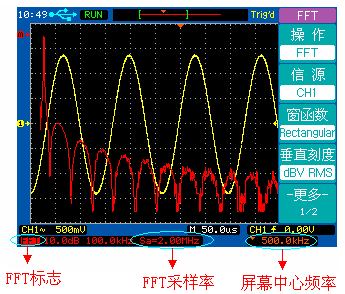 10:49 RUN Trig'd FFT
操作
FFT
信源
CH1
窗函数
Rectangular
垂直刻度
dBV RMS
-更多-
1/2
CH1~ 500mV M 50.0us CH1 0.00V
FFT 10.0dB 100.0kHz Sa=2.00MHz 500.0kHz
FFT标志 FFT采样率 屏幕中心频率